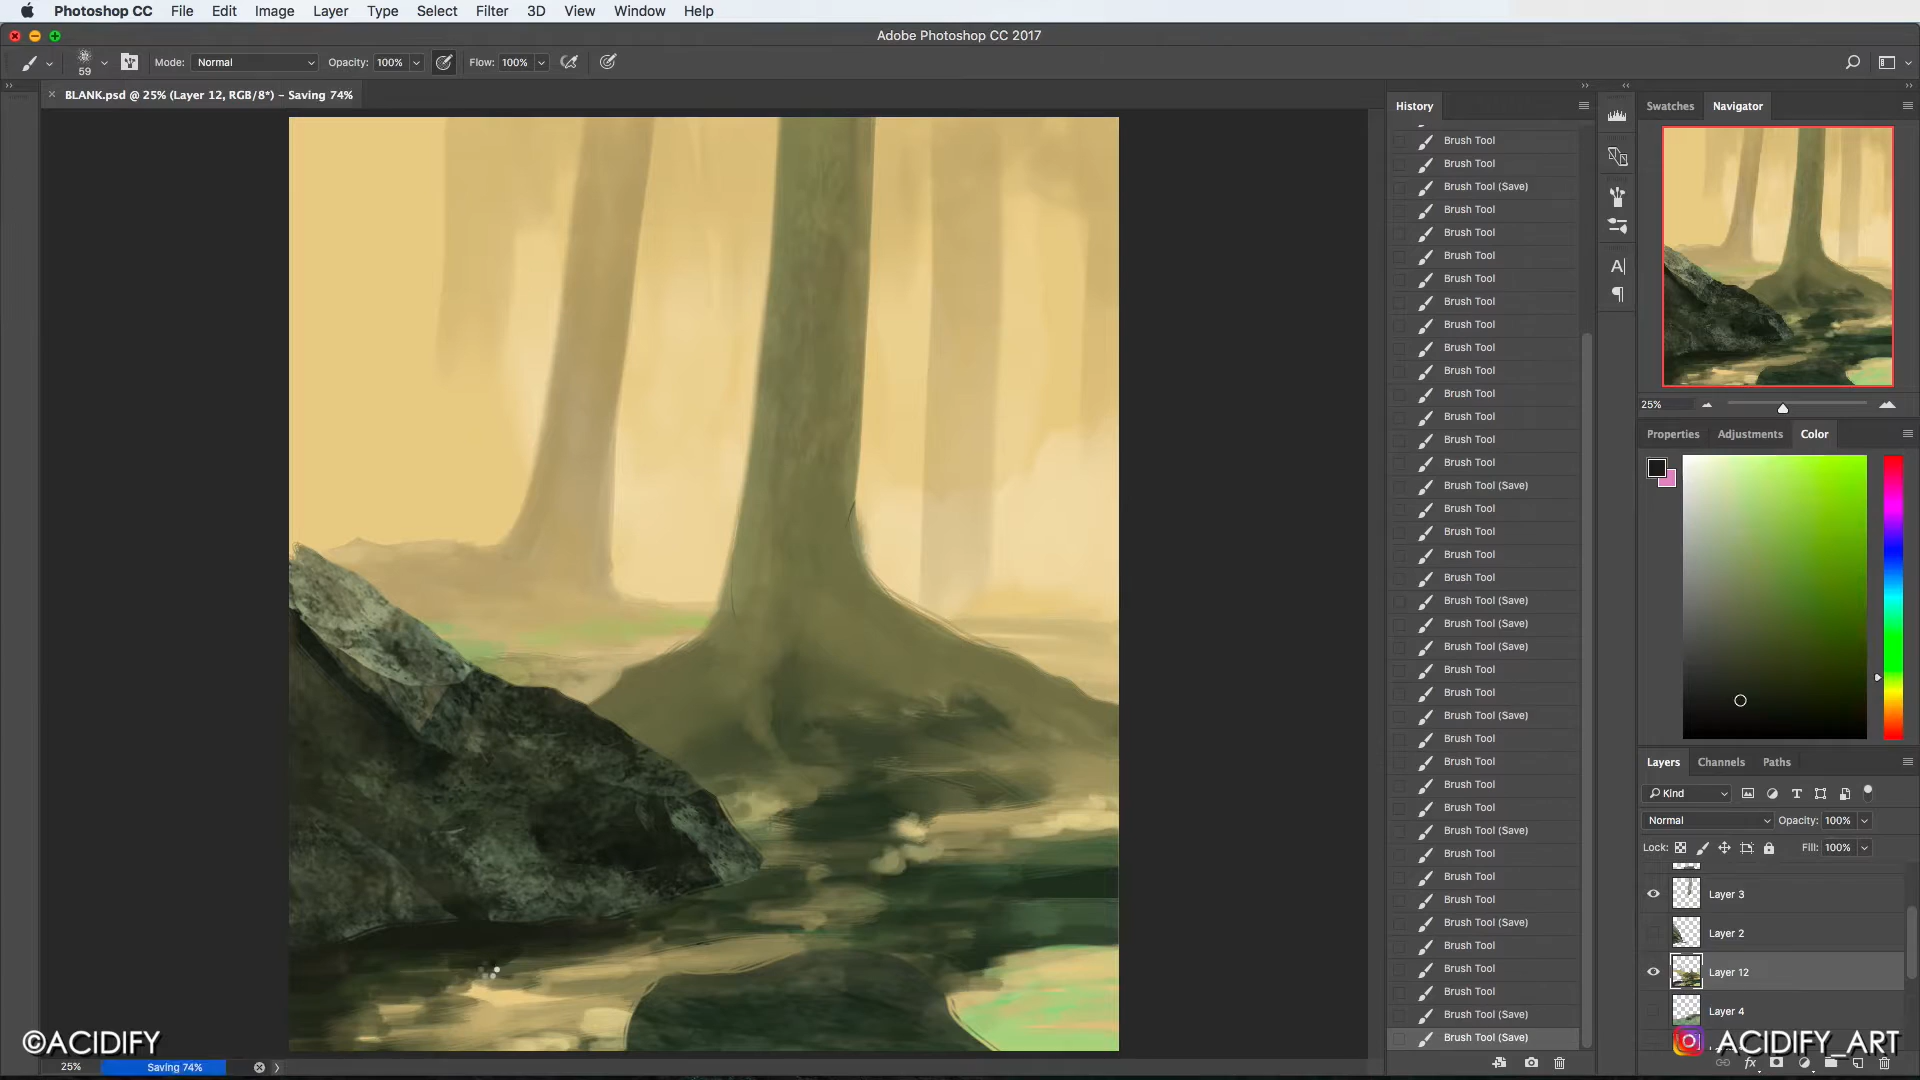 Photoshop CC File Edit Image Layer Type Select Filter 3D View Window Help
Adobe Photoshop CC 2017
59 Mode: Normal Opacity: 100% Flow: 100%
BLANK.psd @ 25% (Layer 12, RGB/8*) – Saving 74%
History
Brush Tool
Brush Tool
Brush Tool (Save)
Brush Tool
Brush Tool
Brush Tool
Brush Tool
Brush Tool
Brush Tool
Brush Tool
Brush Tool
Brush Tool
Brush Tool
Brush Tool
Brush Tool
Brush Tool (Save)
Brush Tool
Brush Tool
Brush Tool
Brush Tool
Brush Tool (Save)
Brush Tool (Save)
Brush Tool (Save)
Brush Tool
Brush Tool
Brush Tool (Save)
Brush Tool
Brush Tool
Brush Tool
Brush Tool
Brush Tool (Save)
Brush Tool
Brush Tool
Brush Tool
Brush Tool (Save)
Brush Tool
Brush Tool
Brush Tool
Brush Tool (Save)
Brush Tool (Save)
Swatches Navigator
25%
Properties Adjustments Color
Layers Channels Paths
Kind
Normal Opacity: 100%
Lock: Fill: 100%
Layer 3
Layer 2
Layer 12
Layer 4
©ACIDIFY
ACIDIFY_ART
25% Saving 74%